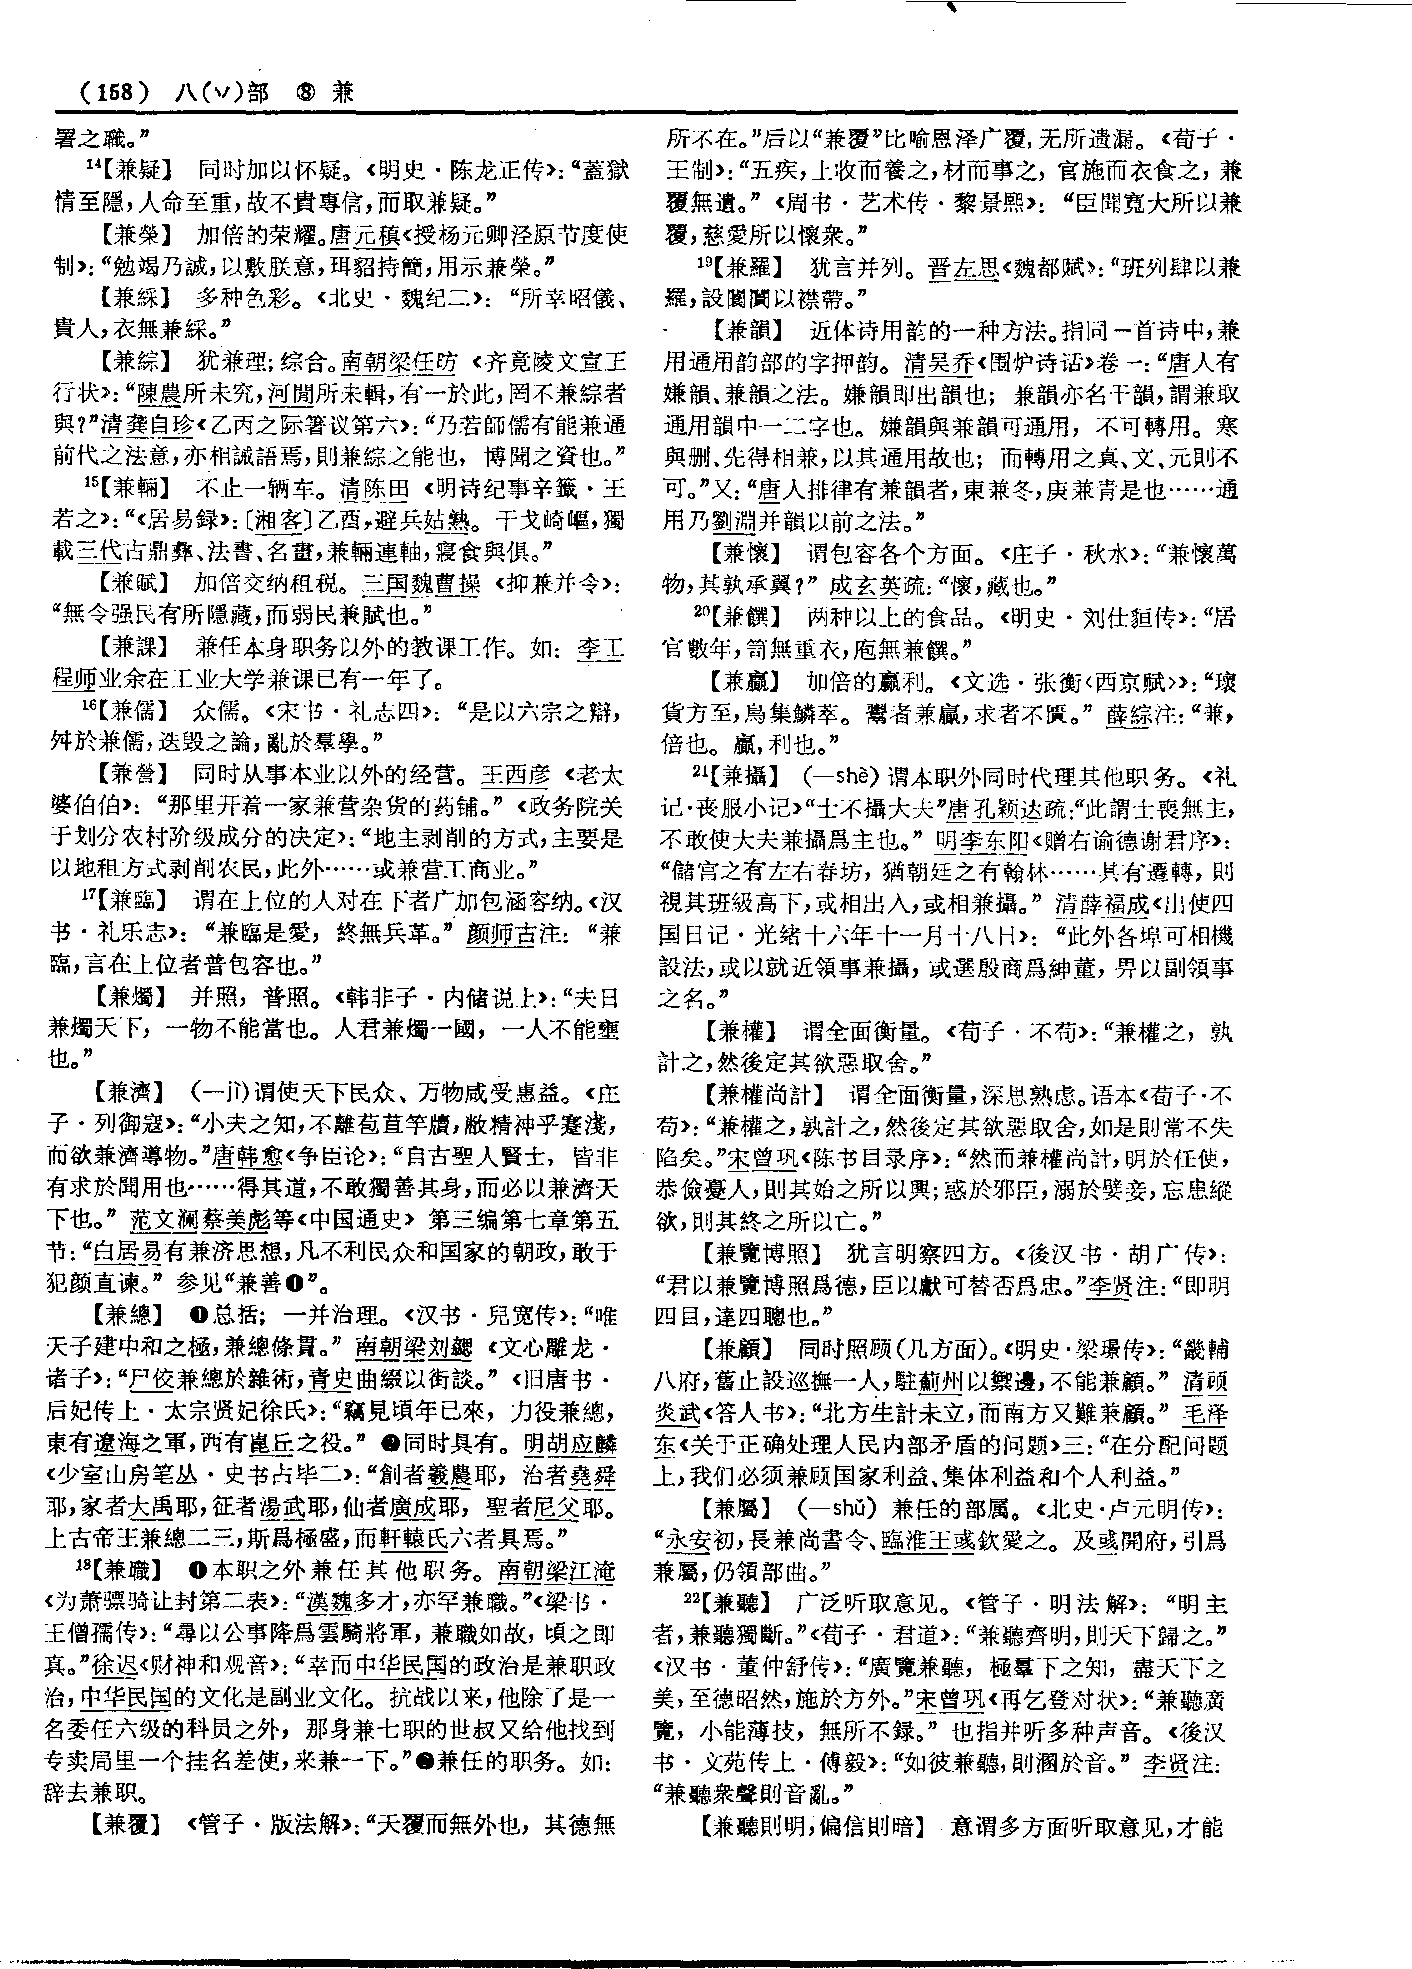 (158) 八(丷)部 ⑧ 兼
署之職。”
14【兼疑】 同时加以怀疑。《明史·陈龙正传》：“蓋獄
情至隱，人命至重，故不貴專信，而取兼疑。”
【兼榮】 加倍的荣耀。唐元稹《授杨元卿泾原节度使
制》：“勉竭乃誠，以敷朕意，珥貂持簡，用示兼榮。”
【兼綵】 多种色彩。《北史·魏纪二》：“所幸昭儀、
貴人，衣無兼綵。”
【兼綜】 犹兼理；综合。南朝梁任昉《齐竟陵文宣王
行状》：“陳農所未究，河間所未輯，有一於此，罔不兼綜者
與？”清龚自珍《乙丙之际箸议第六》：“乃若師儒有能兼通
前代之法意，亦相誡語焉，則兼綜之能也，博聞之資也。”
15【兼輛】 不止一辆车。清陈田《明诗纪事辛籤·王
若之》：“《居易録》：〔湘客〕乙酉，避兵姑熟。干戈崎嶇，獨
載三代古鼎彝、法書、名畫，兼輛連軸，寢食與俱。”
【兼賦】 加倍交纳租税。三国魏曹操《抑兼并令》：
“無令强民有所隱藏，而弱民兼賦也。”
【兼課】 兼任本身职务以外的教课工作。如：李工
程师业余在工业大学兼课已有一年了。
16【兼儒】 众儒。《宋书·礼志四》：“是以六宗之辯，
舛於兼儒，迭毁之論，亂於羣學。”
【兼營】 同时从事本业以外的经营。王西彦《老太
婆伯伯》：“那里开着一家兼营杂货的药铺。”《政务院关
于划分农村阶级成分的决定》：“地主剥削的方式，主要是
以地租方式剥削农民，此外……或兼营工商业。”
17【兼臨】 谓在上位的人对在下者广加包涵容纳。《汉
书·礼乐志》：“兼臨是愛，終無兵革。”颜师古注：“兼
臨，言在上位者普包容也。”
【兼燭】 并照，普照。《韩非子·内储说上》：“夫日
兼燭天下，一物不能當也。人君兼燭一國，一人不能壅
也。”
【兼濟】 (—jì)谓使天下民众、万物咸受惠益。《庄
子·列御寇》：“小夫之知，不離苞苴竿牘，敝精神乎蹇淺，
而欲兼濟導物。”唐韩愈《争臣论》：“自古聖人賢士，皆非
有求於聞用也……得其道，不敢獨善其身，而必以兼濟天
下也。”范文澜蔡美彪等《中国通史》第三编第七章第五
节：“白居易有兼济思想，凡不利民众和国家的朝政，敢于
犯颜直谏。”参见“兼善❶”。
【兼總】 ❶总括；一并治理。《汉书·兒宽传》：“唯
天子建中和之極，兼總條貫。”南朝梁刘勰《文心雕龙·
诸子》：“尸佼兼總於雜術，青史曲綴以街談。”《旧唐书·
后妃传上·太宗贤妃徐氏》：“竊見頃年已來，力役兼總，
東有遼海之軍，西有崑丘之役。”❷同时具有。明胡应麟
《少室山房笔丛·史书占毕二》：“創者羲農耶，治者堯舜
耶，家者大禹耶，征者湯武耶，仙者廣成耶，聖者尼父耶。
上古帝王兼總二三，斯爲極盛，而軒轅氏六者具焉。”
18【兼職】 ❶本职之外兼任其他职务。南朝梁江淹
《为萧骠骑让封第二表》：“漢魏多才，亦罕兼職。”《梁书·
王僧孺传》：“尋以公事降爲雲騎將軍，兼職如故，頃之即
真。”徐迟《财神和观音》：“幸而中华民国的政治是兼职政
治，中华民国的文化是副业文化。抗战以来，他除了是一
名委任六级的科员之外，那身兼七职的世叔又给他找到
专卖局里一个挂名差使，来兼一下。”❷兼任的职务。如：
辞去兼职。
【兼覆】 《管子·版法解》：“天覆而無外也，其德無
所不在。”后以“兼覆”比喻恩泽广覆，无所遗漏。《荀子·
王制》：“五疾，上收而養之，材而事之，官施而衣食之，兼
覆無遺。”《周书·艺术传·黎景熙》：“臣聞寬大所以兼
覆，慈愛所以懷衆。”
19【兼羅】 犹言并列。晋左思《魏都赋》：“班列肆以兼
羅，設闤闠以襟帶。”
【兼韻】 近体诗用韵的一种方法。指同一首诗中，兼
用通用韵部的字押韵。清吴乔《围炉诗话》卷一：“唐人有
嫌韻、兼韻之法。嫌韻即出韻也；兼韻亦名干韻，謂兼取
通用韻中一二字也。嫌韻與兼韻可通用，不可轉用。寒
與删、先得相兼，以其通用故也；而轉用之真、文、元則不
可。”又：“唐人排律有兼韻者，東兼冬，庚兼青是也……通
用乃劉淵并韻以前之法。”
【兼懷】 谓包容各个方面。《庄子·秋水》：“兼懷萬
物，其孰承翼？”成玄英疏：“懷，藏也。”
20【兼饌】 两种以上的食品。《明史·刘仕貆传》：“居
官數年，笥無重衣，庖無兼饌。”
【兼贏】 加倍的赢利。《文选·张衡〈西京赋〉》：“瓌
貨方至，鳥集鱗萃。鬻者兼贏，求者不匱。”薛综注：“兼，
倍也。贏，利也。”
21【兼攝】 (—shè)谓本职外同时代理其他职务。《礼
记·丧服小记》“士不攝大夫”唐孔颖达疏：“此謂士喪無主，
不敢使大夫兼攝爲主也。”明李东阳《赠右谕德谢君序》：
“儲宫之有左右春坊，猶朝廷之有翰林……其有遷轉，則
視其班級高下，或相出入，或相兼攝。”清薛福成《出使四
国日记·光绪十六年十一月十八日》：“此外各埠可相機
設法，或以就近領事兼攝，或選殷商爲紳董，畀以副領事
之名。”
【兼權】 谓全面衡量。《荀子·不苟》：“兼權之，孰
計之，然後定其欲惡取舍。”
【兼權尚計】 谓全面衡量，深思熟虑。语本《荀子·不
苟》：“兼權之，孰計之，然後定其欲惡取舍，如是則常不失
陷矣。”宋曾巩《陈书目录序》：“然而兼權尚計，明於任使，
恭儉憂人，則其始之所以興；惑於邪臣，溺於嬖妾，忘患縱
欲，則其終之所以亡。”
【兼覽博照】 犹言明察四方。《後汉书·胡广传》：
“君以兼覽博照爲德，臣以獻可替否爲忠。”李贤注：“即明
四目，達四聰也。”
【兼顧】 同时照顾(几方面)。《明史·梁璟传》：“畿輔
八府，舊止設巡撫一人，駐薊州以禦邊，不能兼顧。”清顾
炎武《答人书》：“北方生計未立，而南方又難兼顧。”毛泽
东《关于正确处理人民内部矛盾的问题》三：“在分配问题
上，我们必须兼顾国家利益、集体利益和个人利益。”
【兼屬】 (—shǔ) 兼任的部属。《北史·卢元明传》：
“永安初，長兼尚書令、臨淮王彧欽愛之。及彧開府，引爲
兼屬，仍領部曲。”
22【兼聽】 广泛听取意见。《管子·明法解》：“明主
者，兼聽獨斷。”《荀子·君道》：“兼聽齊明，則天下歸之。”
《汉书·董仲舒传》：“廣覽兼聽，極羣下之知，盡天下之
美，至德昭然，施於方外。”宋曾巩《再乞登对状》：“兼聽廣
覽，小能薄技，無所不録。”也指并听多种声音。《後汉
书·文苑传上·傅毅》：“如彼兼聽，則溷於音。”李贤注：
“兼聽衆聲則音亂。”
【兼聽則明，偏信則暗】 意谓多方面听取意见，才能